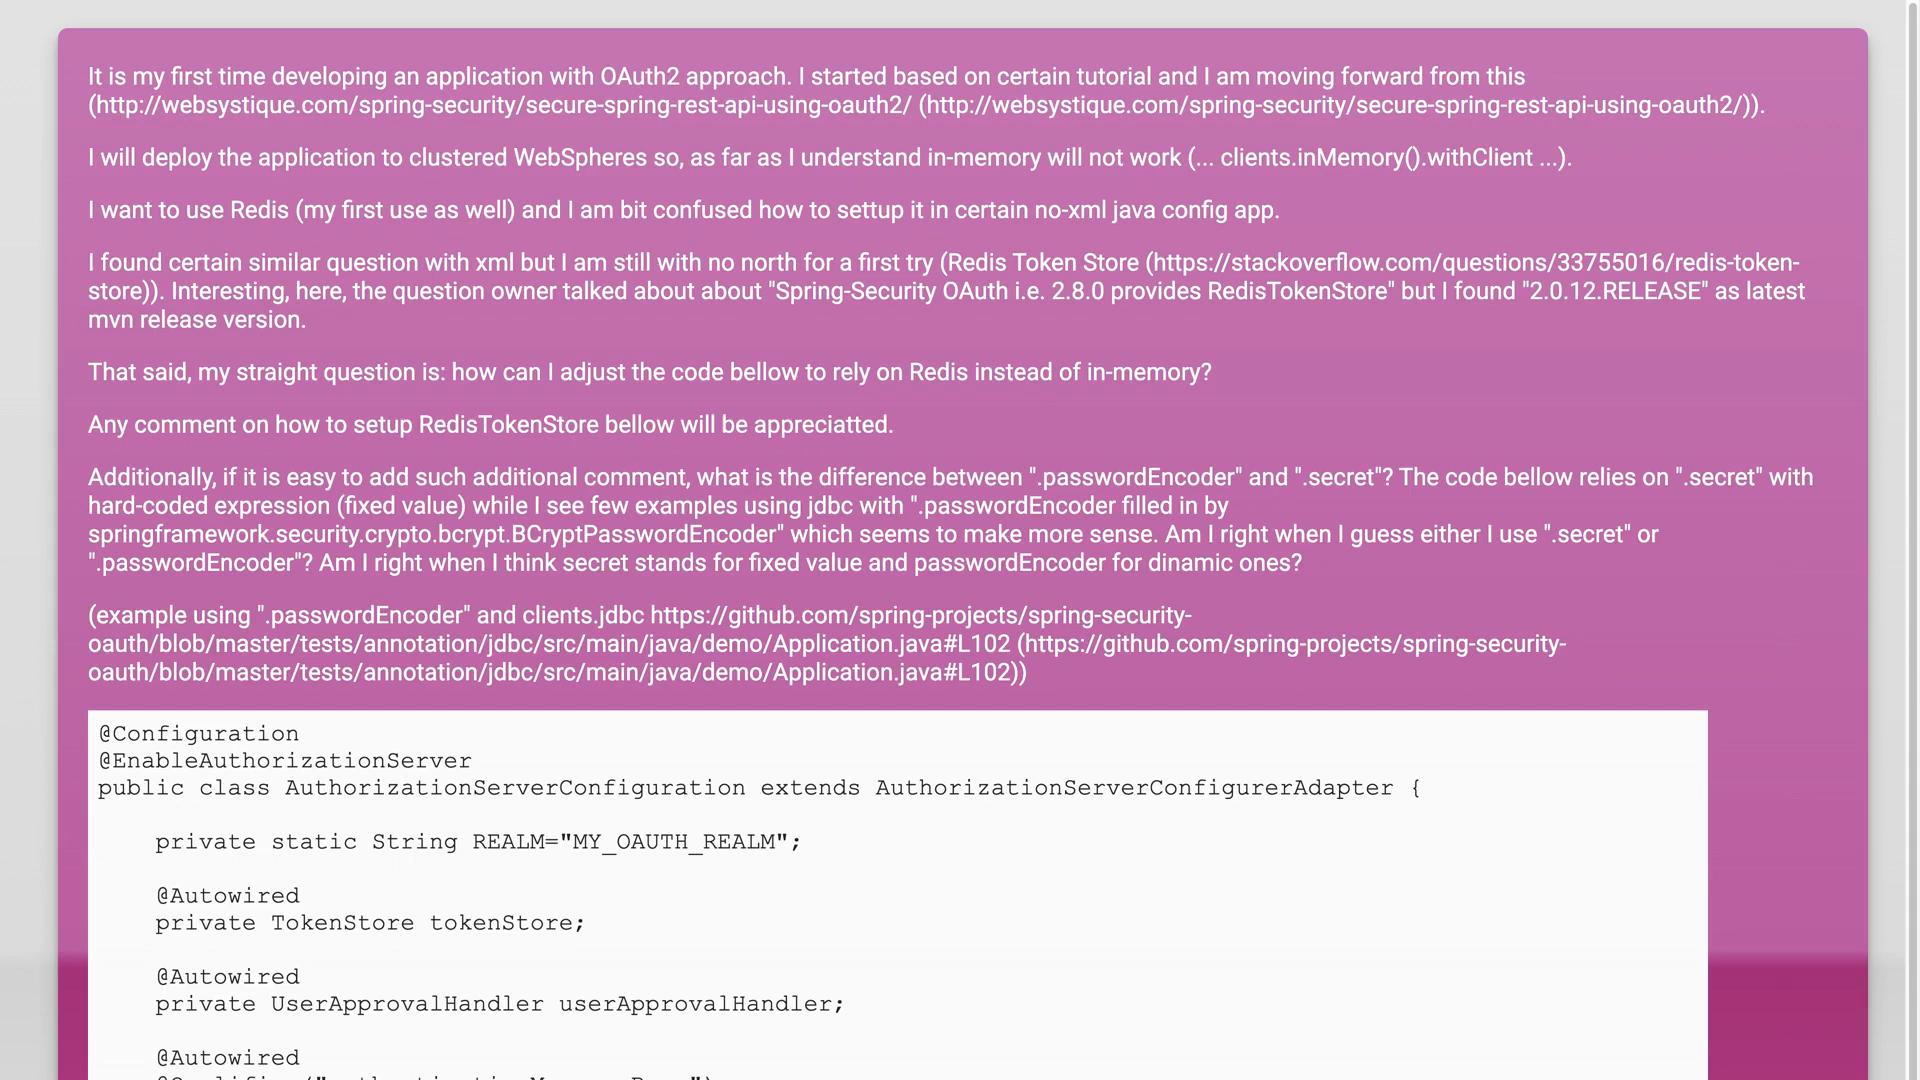 It is my first time developing an application with OAuth2 approach. I started based on certain tutorial and I am moving forward from this
(http://websystique.com/spring-security/secure-spring-rest-api-using-oauth2/ (http://websystique.com/spring-security/secure-spring-rest-api-using-oauth2/)).
I will deploy the application to clustered WebSpheres so, as far as I understand in-memory will not work (... clients.inMemory().withClient ...).
I want to use Redis (my first use as well) and I am bit confused how to settup it in certain no-xml java config app.
I found certain similar question with xml but I am still with no north for a first try (Redis Token Store (https://stackoverflow.com/questions/33755016/redis-token-
store)). Interesting, here, the question owner talked about about "Spring-Security OAuth i.e. 2.8.0 provides RedisTokenStore" but I found "2.0.12.RELEASE" as latest
mvn release version.
That said, my straight question is: how can I adjust the code bellow to rely on Redis instead of in-memory?
Any comment on how to setup RedisTokenStore bellow will be appreciatted.
Additionally, if it is easy to add such additional comment, what is the difference between ".passwordEncoder" and ".secret"? The code bellow relies on ".secret" with
hard-coded expression (fixed value) while I see few examples using jdbc with ".passwordEncoder filled in by
springframework.security.crypto.bcrypt.BCryptPasswordEncoder" which seems to make more sense. Am I right when I guess either I use ".secret" or
".passwordEncoder"? Am I right when I think secret stands for fixed value and passwordEncoder for dinamic ones?
(example using ".passwordEncoder" and clients.jdbc https://github.com/spring-projects/spring-security-
oauth/blob/master/tests/annotation/jdbc/src/main/java/demo/Application.java#L102 (https://github.com/spring-projects/spring-security-
oauth/blob/master/tests/annotation/jdbc/src/main/java/demo/Application.java#L102))
@Configuration
@EnableAuthorizationServer
public class AuthorizationServerConfiguration extends AuthorizationServerConfigurerAdapter {
private static String REALM="MY_OAUTH_REALM";
@Autowired
private TokenStore tokenStore;
@Autowired
private UserApprovalHandler userApprovalHandler;
@Autowired